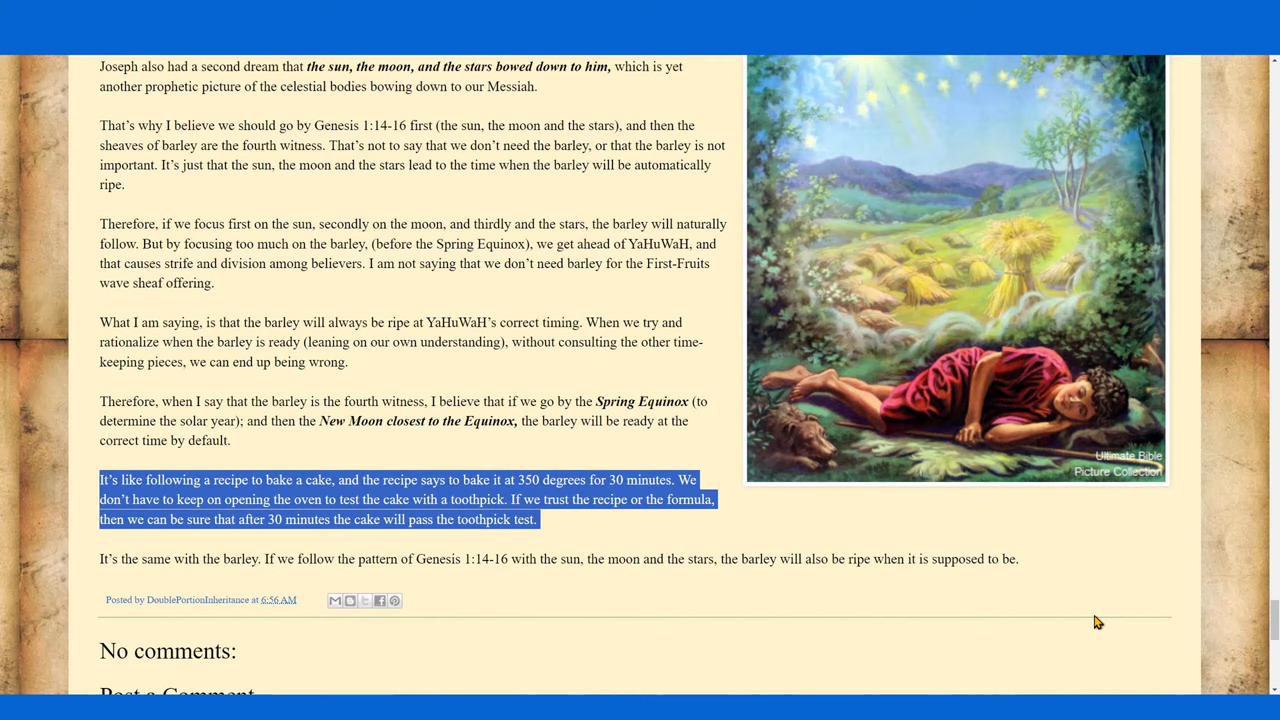 Joseph also had a second dream that the sun, the moon, and the stars bowed down to him, which is yet
another prophetic picture of the celestial bodies bowing down to our Messiah.
That’s why I believe we should go by Genesis 1:14-16 first (the sun, the moon and the stars), and then the
sheaves of barley are the fourth witness. That’s not to say that we don’t need the barley, or that the barley is not
important. It’s just that the sun, the moon and the stars lead to the time when the barley will be automatically
ripe.
Therefore, if we focus first on the sun, secondly on the moon, and thirdly and the stars, the barley will naturally
follow. But by focusing too much on the barley, (before the Spring Equinox), we get ahead of YaHuWaH, and
that causes strife and division among believers. I am not saying that we don’t need barley for the First-Fruits
wave sheaf offering.
What I am saying, is that the barley will always be ripe at YaHuWaH’s correct timing. When we try and
rationalize when the barley is ready (leaning on our own understanding), without consulting the other time-
keeping pieces, we can end up being wrong.
Therefore, when I say that the barley is the fourth witness, I believe that if we go by the Spring Equinox (to
determine the solar year); and then the New Moon closest to the Equinox, the barley will be ready at the
correct time by default.
Ultimate Bible
Picture Collection
It’s like following a recipe to bake a cake, and the recipe says to bake it at 350 degrees for 30 minutes. We
don’t have to keep on opening the oven to test the cake with a toothpick. If we trust the recipe or the formula,
then we can be sure that after 30 minutes the cake will pass the toothpick test.
It’s the same with the barley. If we follow the pattern of Genesis 1:14-16 with the sun, the moon and the stars, the barley will also be ripe when it is supposed to be.
Posted by DoublePortionInheritance at 6:56 AM
No comments:
Post a Comment